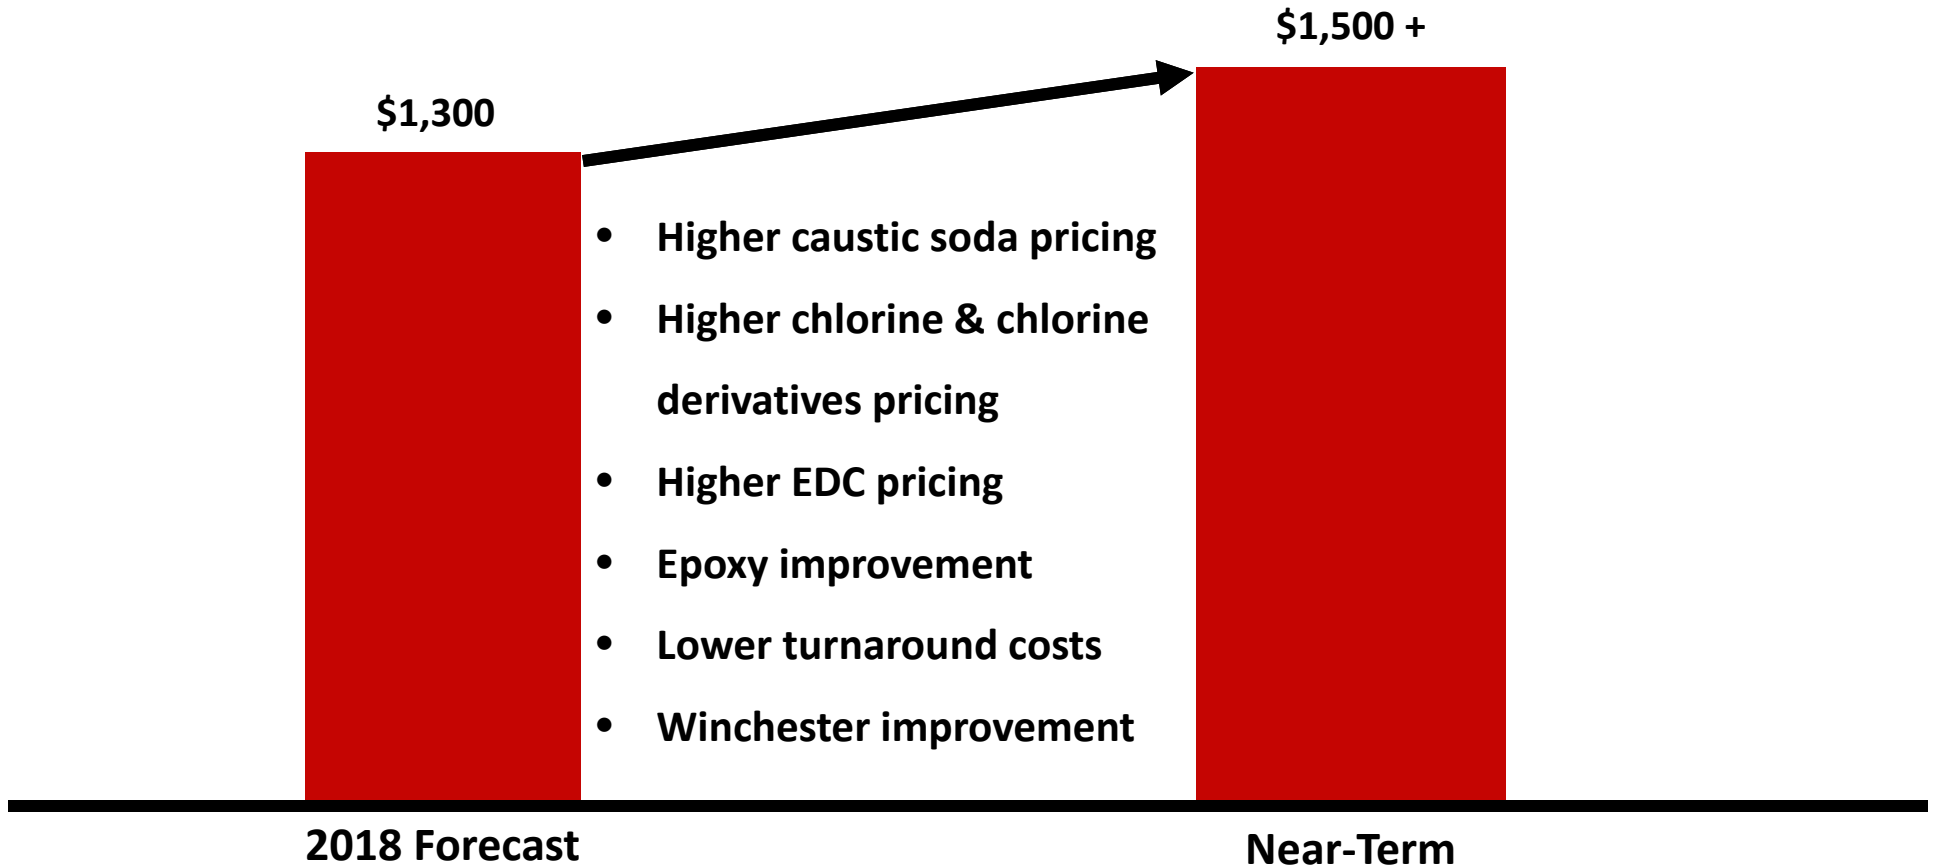 $1,500 +
$1,300
• Higher caustic soda pricing
• Higher chlorine & chlorine
derivatives pricing
• Higher EDC pricing
• Epoxy improvement
• Lower turnaround costs
• Winchester improvement
2018 Forecast
Near-Term